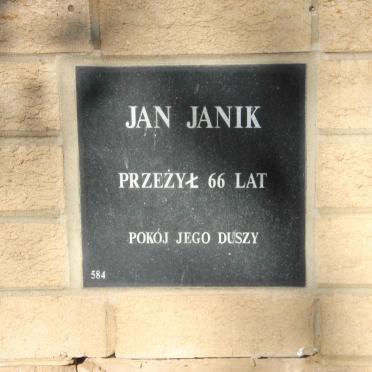 JAN JANIK
PRZEŻYŁ 66 LAT
POKÓJ JEGO DUSZY
584